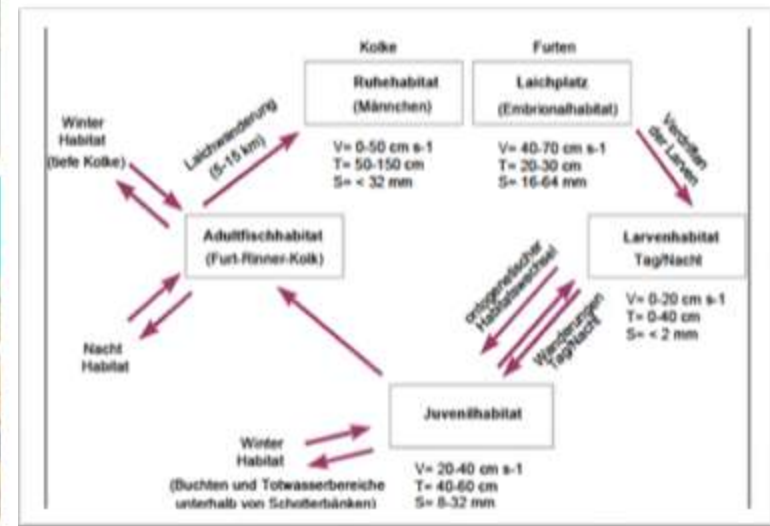 Kolke
Furten
Ruhehabitat
(Männchen)
Laichplatz
(Embrionalhabitat)
V= 0-50 cm s-1
T= 50-150 cm
S= < 32 mm
V= 40-70 cm s-1
T= 20-30 cm
S= 16-64 mm
Laichwanderung
(5-15 km)
Verdriften
der Larven
Winter
Habitat
(tiefe Kolke)
Adultfischhabitat
(Furt-Rinner-Kolk)
Larvenhabitat
Tag/Nacht
V= 0-20 cm s-1
T= 0-40 cm
S= < 2 mm
ontogenetischer
Habitatswechsel
Wanderungen
Tag/Nacht
Nacht
Habitat
Juvenilhabitat
V= 20-40 cm s-1
T= 40-60 cm
S= 8-32 mm
Winter
Habitat
(Buchten und Totwasserbereiche
unterhalb von Schotterbänken)